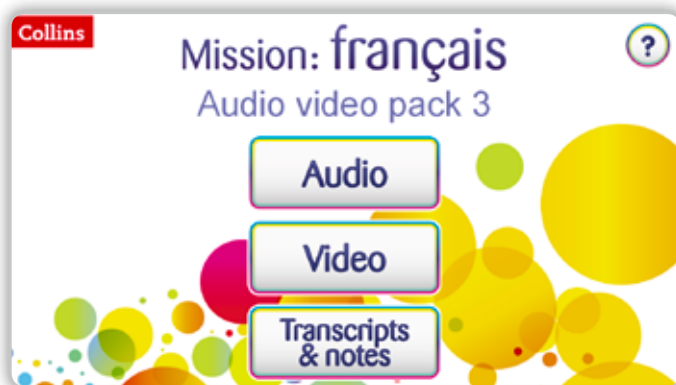 Collins
Mission: français
?
Audio video pack 3
Audio
Video
Transcripts
& notes